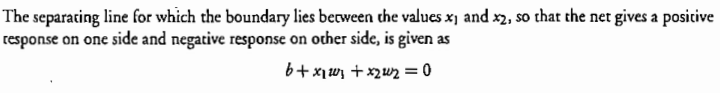 The separating line for which the boundary lies between the values x₁ and x₂, so that the net gives a positive
response on one side and negative response on other side, is given as
b + x₁w₁ + x₂w₂ = 0